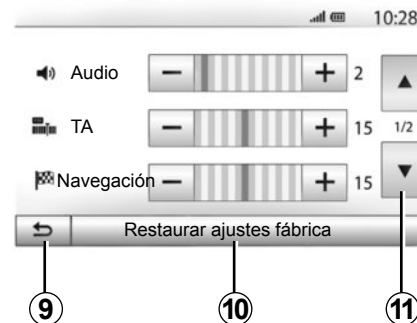 10:28
Audio 2
TA 15 1/2
Navegación 15
Restaurar ajustes fábrica
9 10 11